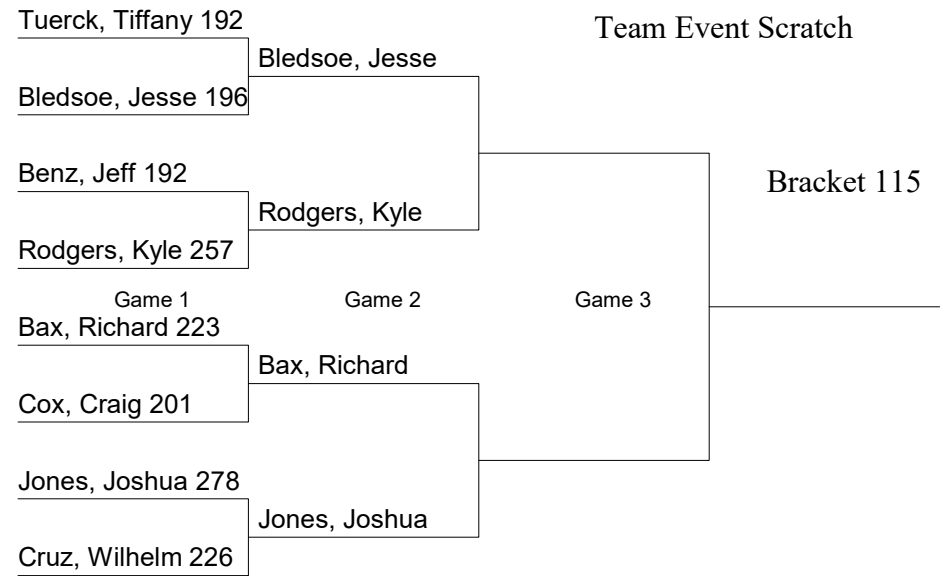 Tuerck, Tiffany 192
Team Event Scratch
Bledsoe, Jesse
Bledsoe, Jesse 196
Benz, Jeff 192
Bracket 115
Rodgers, Kyle
Rodgers, Kyle 257
Game 1
Game 2
Game 3
Bax, Richard 223
Bax, Richard
Cox, Craig 201
Jones, Joshua 278
Jones, Joshua
Cruz, Wilhelm 226